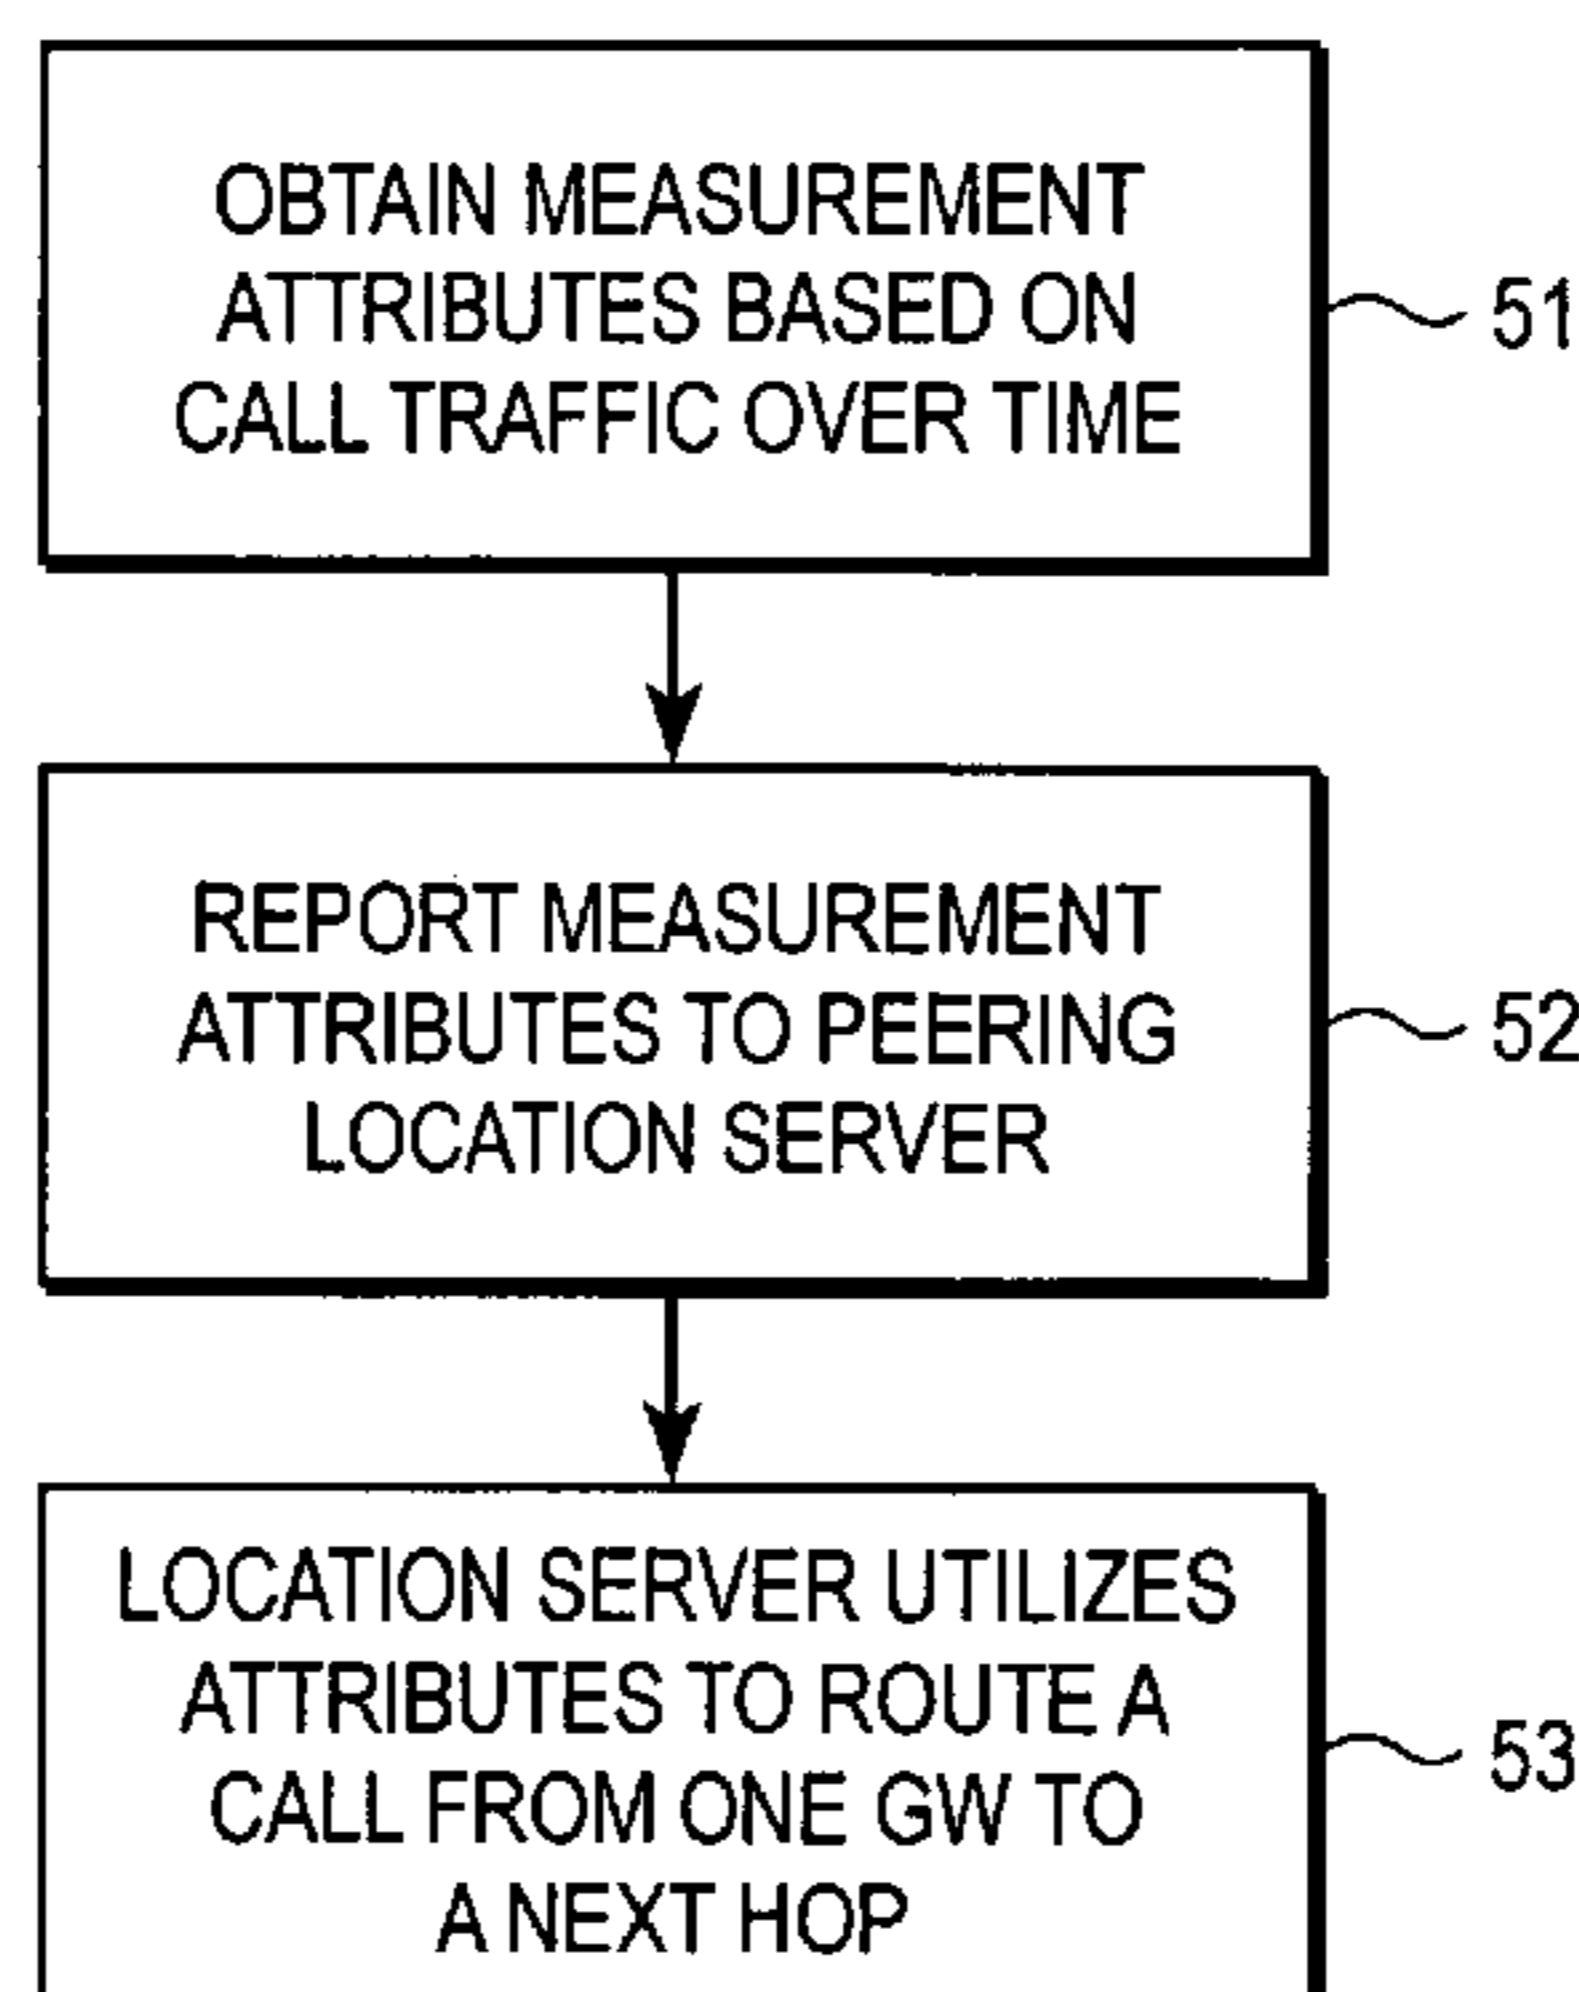 OBTAIN MEASUREMENT
ATTRIBUTES BASED ON
CALL TRAFFIC OVER TIME
51
REPORT MEASUREMENT
ATTRIBUTES TO PEERING
LOCATION SERVER
52
LOCATION SERVER UTILIZES
ATTRIBUTES TO ROUTE A
CALL FROM ONE GW TO
A NEXT HOP
53